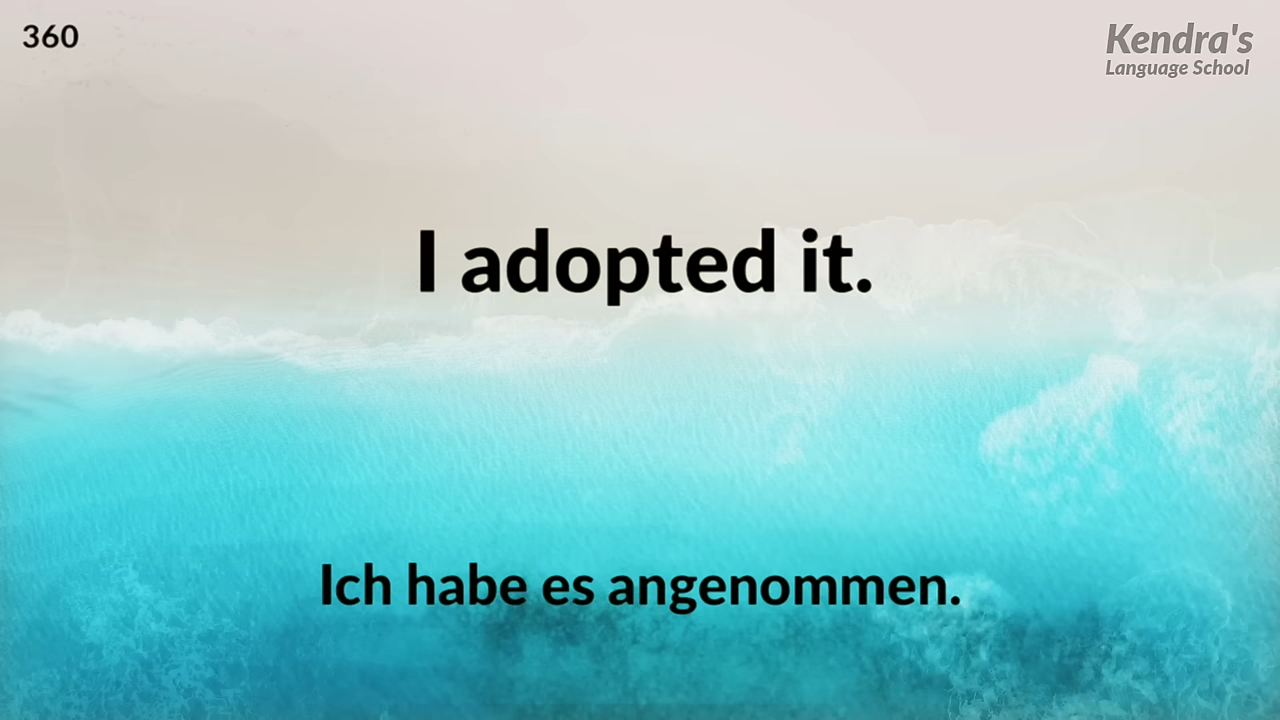 360
Kendra's
Language School
I adopted it.
Ich habe es angenommen.